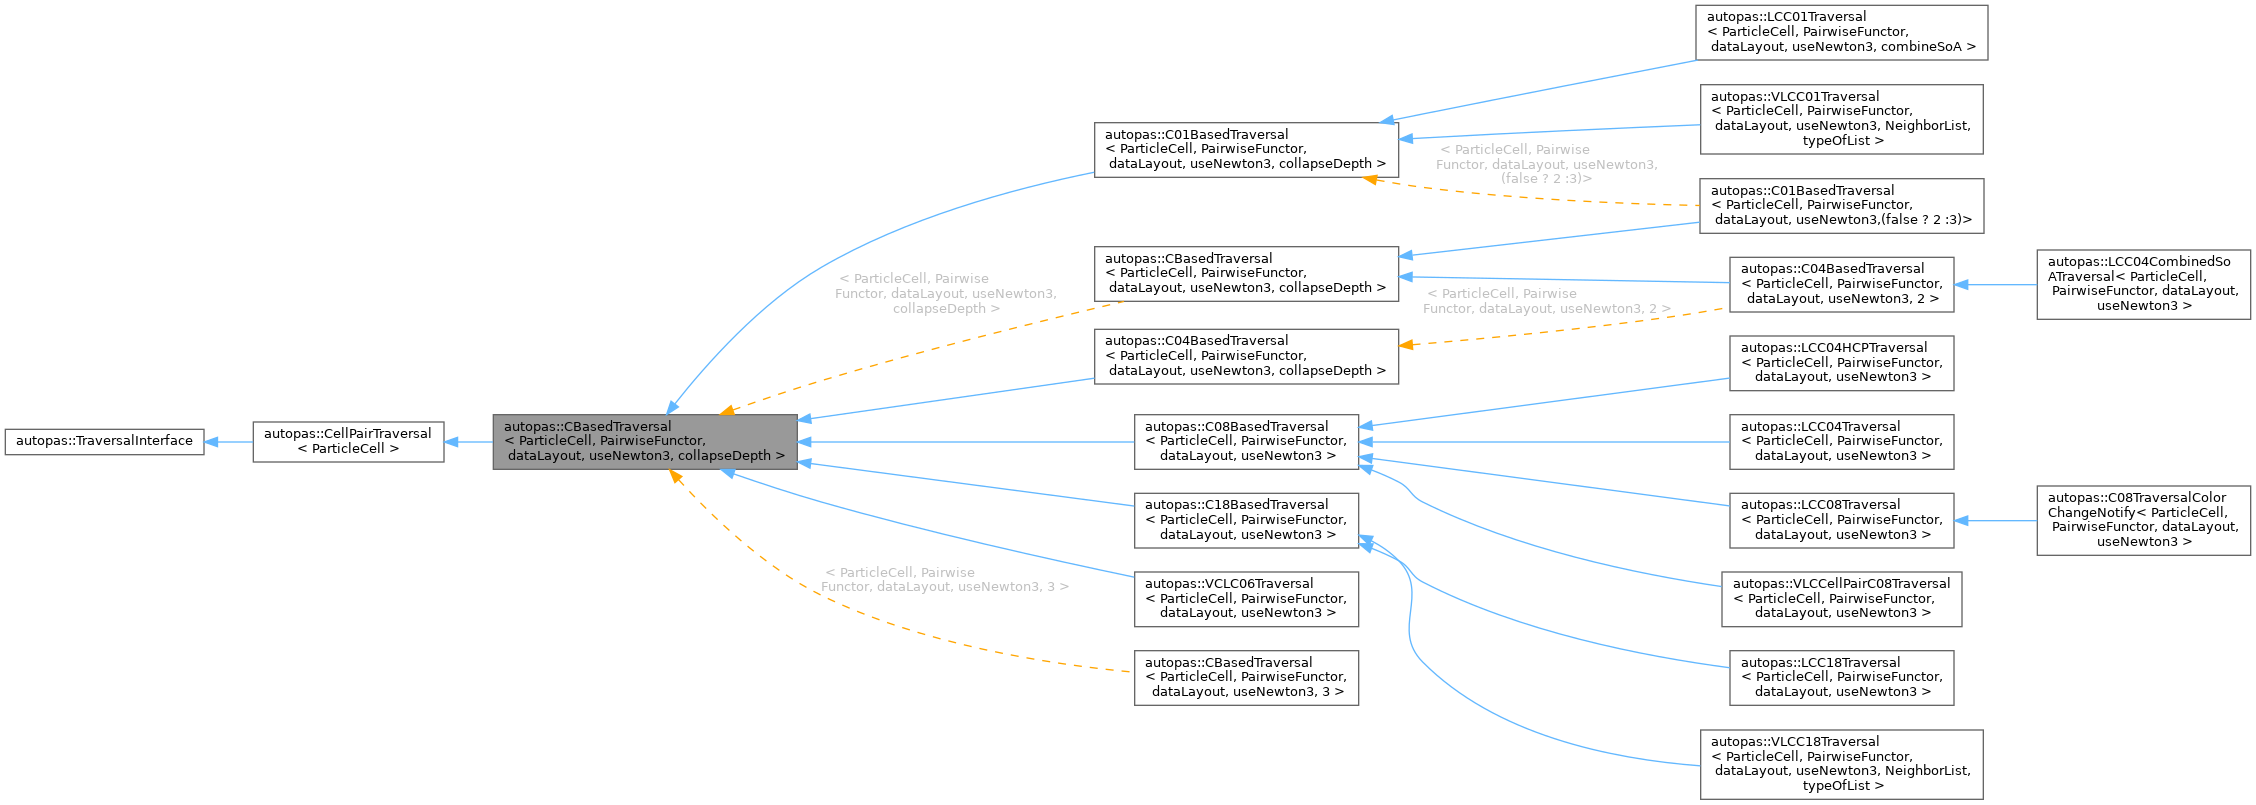 autopas::TraversalInterface
autopas::CellPairTraversal
< ParticleCell >
autopas::CBasedTraversal
< ParticleCell, PairwiseFunctor,
dataLayout, useNewton3, collapseDepth >
autopas::C01BasedTraversal
< ParticleCell, PairwiseFunctor,
dataLayout, useNewton3, collapseDepth >
autopas::LCC01Traversal
< ParticleCell, PairwiseFunctor,
dataLayout, useNewton3, combineSoA >
autopas::VLCC01Traversal
< ParticleCell, PairwiseFunctor,
dataLayout, useNewton3, NeighborList,
typeOfList >
< ParticleCell, Pairwise
Functor, dataLayout, useNewton3,
(false ? 2 :3)>
autopas::C01BasedTraversal
< ParticleCell, PairwiseFunctor,
dataLayout, useNewton3,(false ? 2 :3)>
< ParticleCell, Pairwise
Functor, dataLayout, useNewton3,
collapseDepth >
autopas::CBasedTraversal
< ParticleCell, PairwiseFunctor,
dataLayout, useNewton3, collapseDepth >
autopas::C04BasedTraversal
< ParticleCell, PairwiseFunctor,
dataLayout, useNewton3, 2 >
autopas::LCC04CombinedSo
ATraversal< ParticleCell,
PairwiseFunctor, dataLayout,
useNewton3 >
< ParticleCell, Pairwise
Functor, dataLayout, useNewton3, 2 >
autopas::C04BasedTraversal
< ParticleCell, PairwiseFunctor,
dataLayout, useNewton3, collapseDepth >
autopas::LCC04HCPTraversal
< ParticleCell, PairwiseFunctor,
dataLayout, useNewton3 >
autopas::C08BasedTraversal
< ParticleCell, PairwiseFunctor,
dataLayout, useNewton3 >
autopas::LCC04Traversal
< ParticleCell, PairwiseFunctor,
dataLayout, useNewton3 >
autopas::C18BasedTraversal
< ParticleCell, PairwiseFunctor,
dataLayout, useNewton3 >
autopas::LCC08Traversal
< ParticleCell, PairwiseFunctor,
dataLayout, useNewton3 >
autopas::C08TraversalColor
ChangeNotify< ParticleCell,
PairwiseFunctor, dataLayout,
useNewton3 >
autopas::VCLC06Traversal
< ParticleCell, PairwiseFunctor,
dataLayout, useNewton3 >
autopas::VLCCellPairC08Traversal
< ParticleCell, PairwiseFunctor,
dataLayout, useNewton3 >
< ParticleCell, Pairwise
Functor, dataLayout, useNewton3, 3 >
autopas::CBasedTraversal
< ParticleCell, PairwiseFunctor,
dataLayout, useNewton3, 3 >
autopas::LCC18Traversal
< ParticleCell, PairwiseFunctor,
dataLayout, useNewton3 >
autopas::VLCC18Traversal
< ParticleCell, PairwiseFunctor,
dataLayout, useNewton3, NeighborList,
typeOfList >